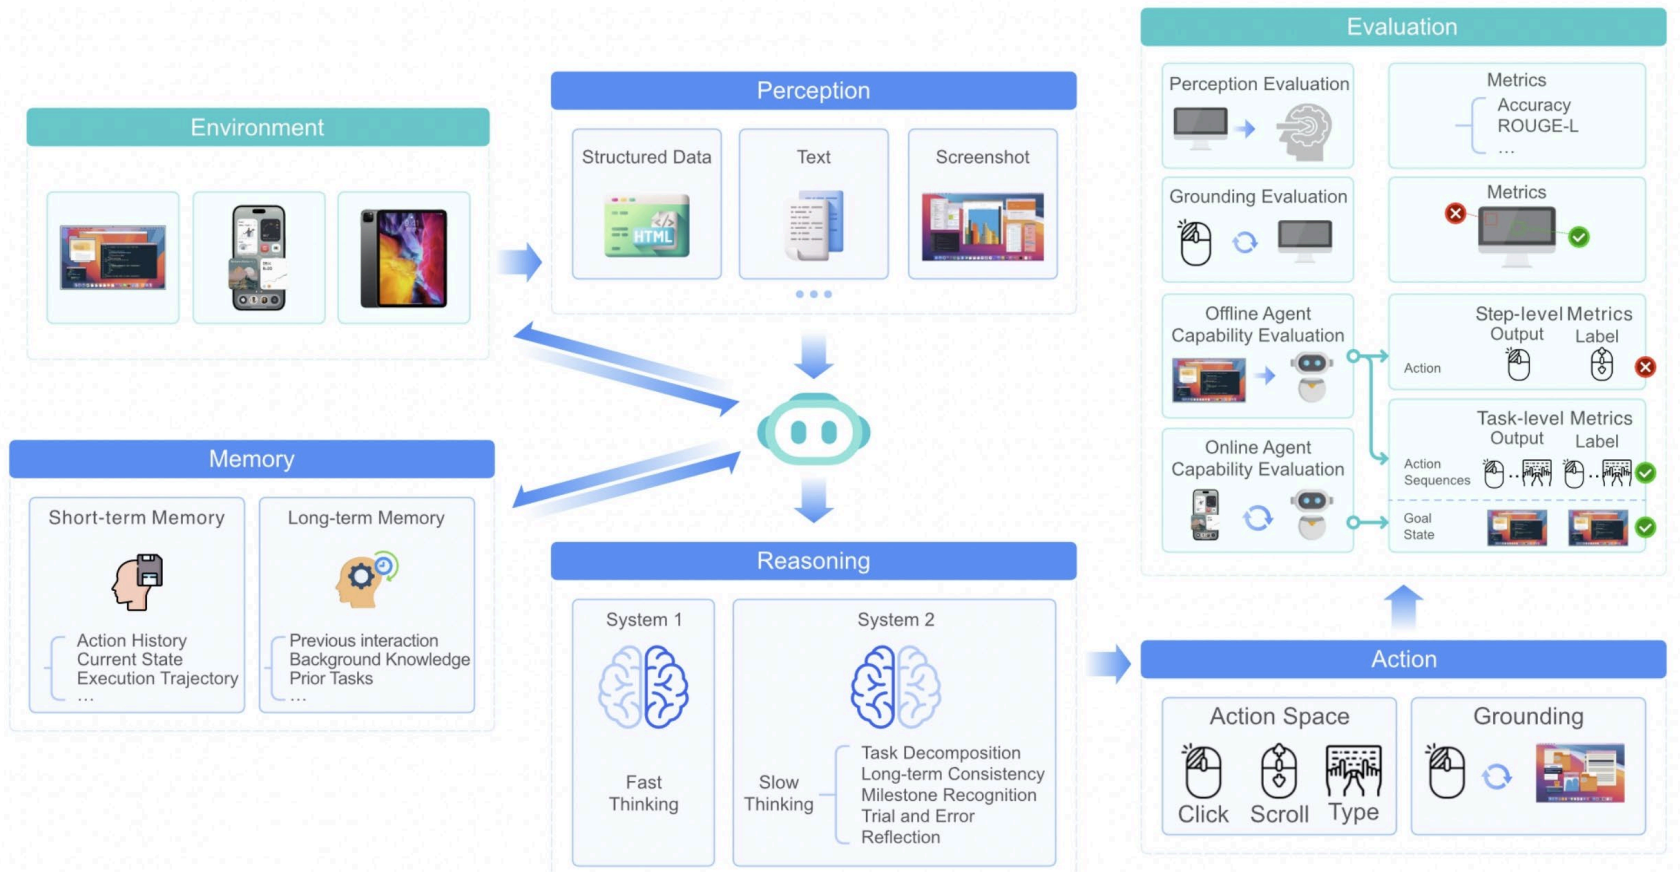 Environment
Perception
Structured Data
HTML
Text
Screenshot
...
Memory
Short-term Memory
Action History
Current State
Execution Trajectory
...
Long-term Memory
Previous interaction
Background Knowledge
Prior Tasks
...
Reasoning
System 1
Fast
Thinking
System 2
Slow
Thinking
Task Decomposition
Long-term Consistency
Milestone Recognition
Trial and Error
Reflection
Evaluation
Perception Evaluation
Metrics
Accuracy
ROUGE-L
...
Grounding Evaluation
Metrics
Offline Agent
Capability Evaluation
Step-level Metrics
Output
Label
Action
Task-level Metrics
Output
Label
Action
Sequences
Online Agent
Capability Evaluation
Goal
State
Action
Action Space
Click
Scroll
Type
Grounding